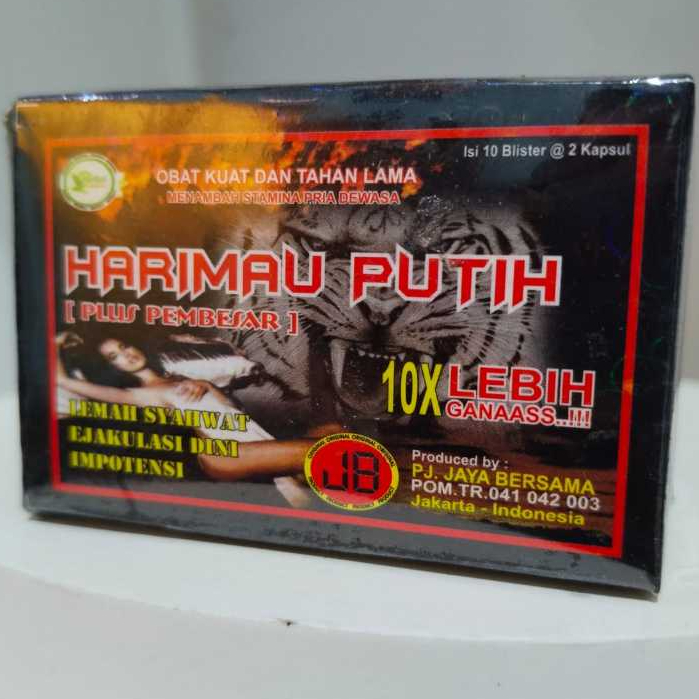 Isi 10 Blister @ 2 Kapsul
OBAT KUAT DAN TAHAN LAMA
MENAMBAH STAMINA PRIA DEWASA
HARIMAU PUTIH
[ PLUS PEMBESAR ]
10X LEBIH
GANAASS..!!!
LEMAH SYAHWAT
EJAKULASI DINI
IMPOTENSI
JB
Produced by :
PJ. JAYA BERSAMA
POM.TR.041 042 003
Jakarta - Indonesia